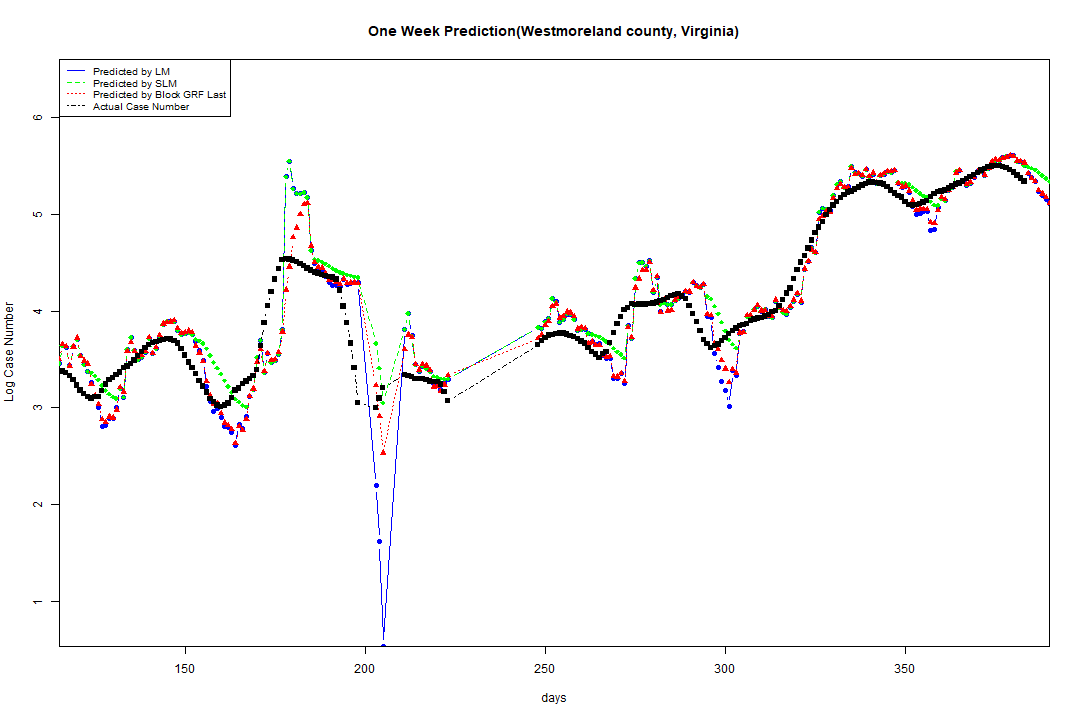 One Week Prediction(Westmoreland county, Virginia)
Predicted by LM
Predicted by SLM
Predicted by Block GRF Last
Actual Case Number
Log Case Number
6
5
4
3
2
1
150
200
250
300
350
days